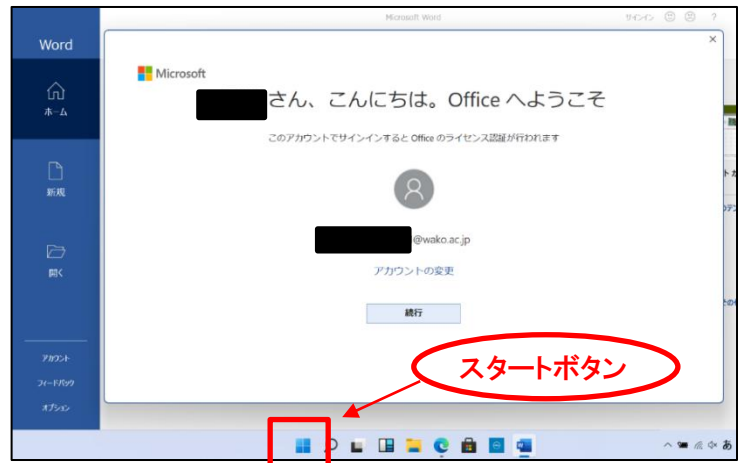 Microsoft Word
サインイン
?
Word
Microsoft
さん、こんにちは。Office へようこそ
ホーム
このアカウントでサインインすると Office のライセンス認証が行われます
新規
@wako.ac.jp
アカウントの変更
開く
続行
スタートボタン
アカウント
フィードバック
オプション
あ